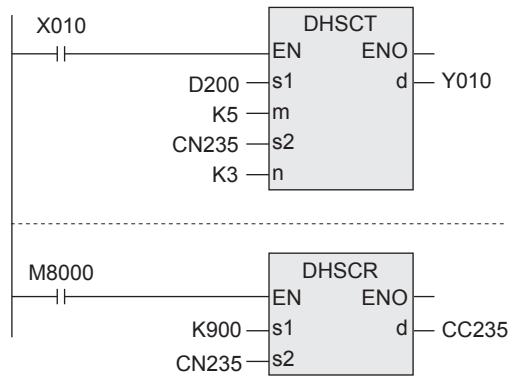 X010
DHSCT
EN ENO
D200 s1 d Y010
K5 m
CN235 s2
K3 n
M8000
DHSCR
EN ENO
K900 s1 d CC235
CN235 s2